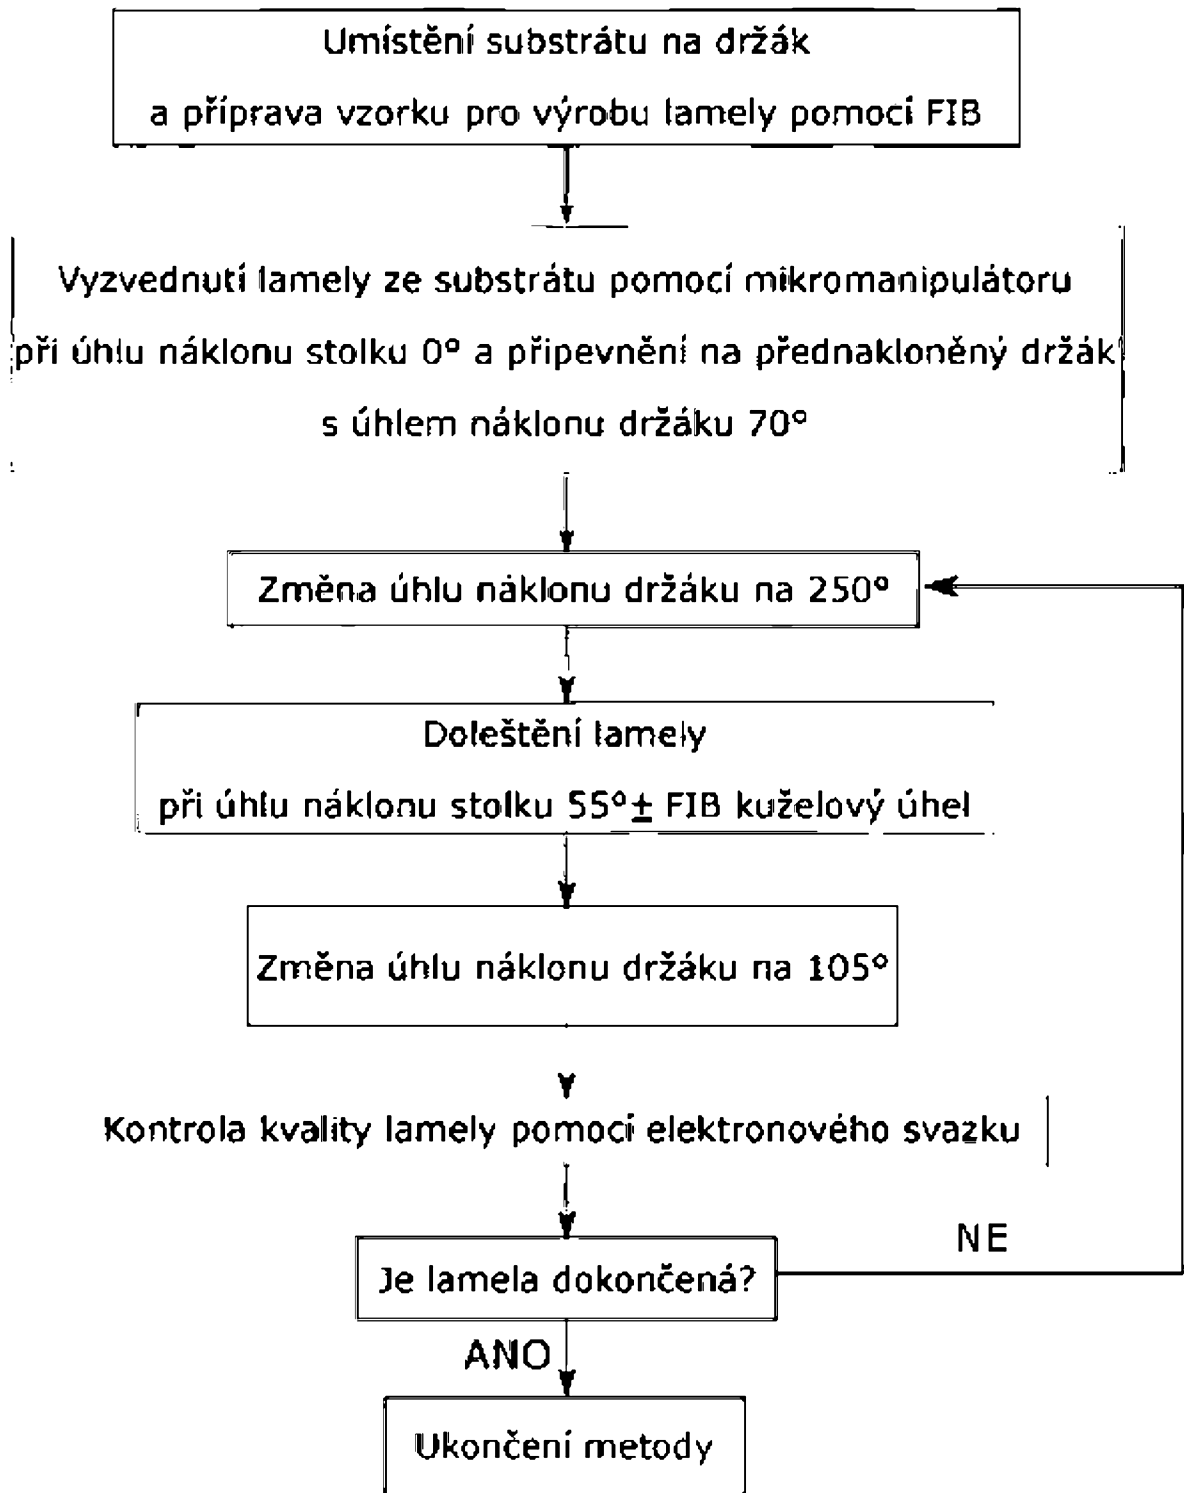 Umístění substrátu na držák
a příprava vzorku pro výrobu lamely pomocí FIB
Vyzvednutí lamely ze substrátu pomocí mikromanipulátoru
při úhlu náklonu stolku 0° a připevnění na přednakloněný držák
s úhlem náklonu držáku 70°
Změna úhlu náklonu držáku na 250°
Doleštění lamely
při úhlu náklonu stolku 55°± FIB kuželový úhel
Změna úhlu náklonu držáku na 105°
Kontrola kvality lamely pomocí elektronového svazku
NE
Je lamela dokončená?
ANO
Ukončení metody